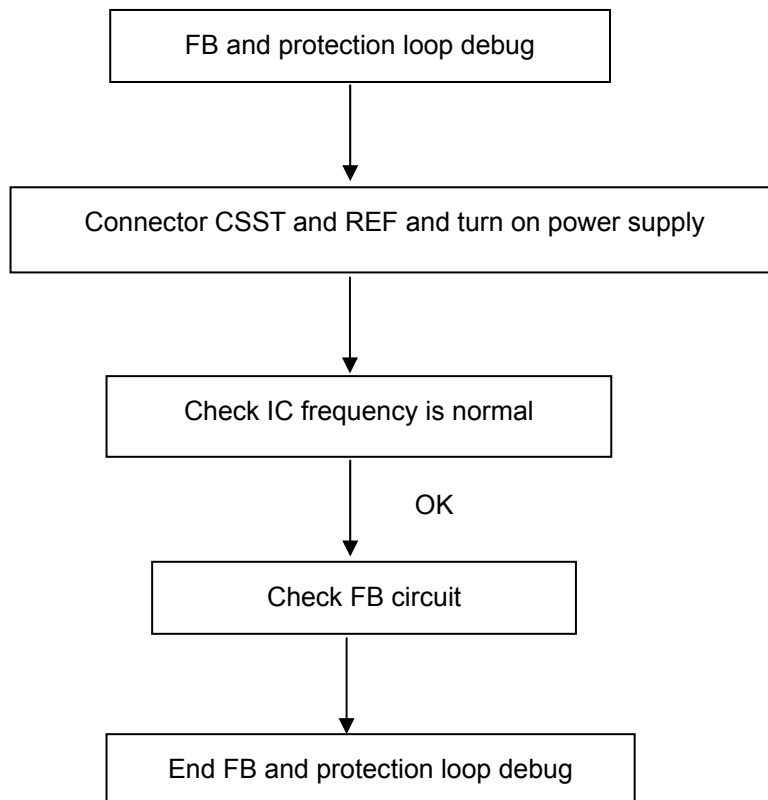 FB and protection loop debug
Connector CSST and REF and turn on power supply
Check IC frequency is normal
OK
Check FB circuit
End FB and protection loop debug